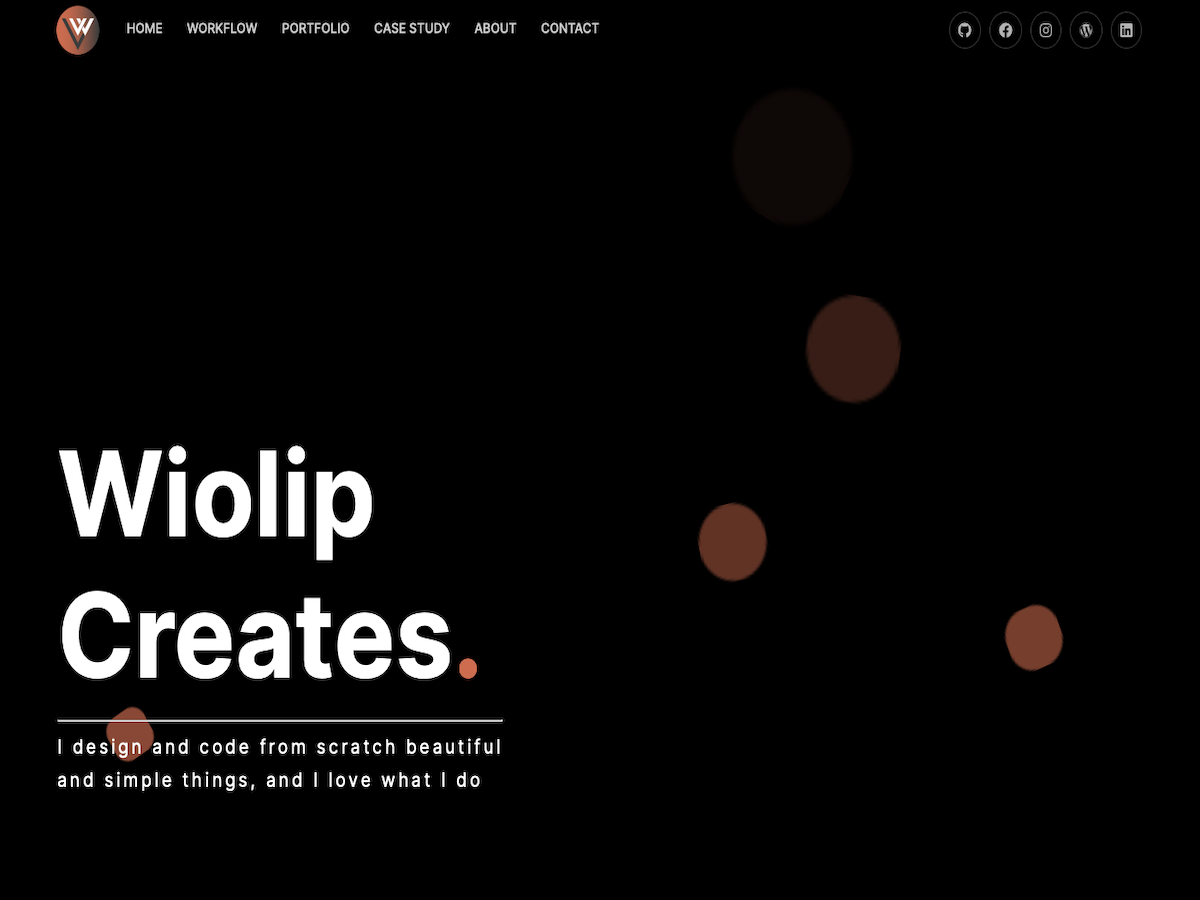 HOME WORKFLOW PORTFOLIO CASE STUDY ABOUT CONTACT
Wiolip
Creates.
I design and code from scratch beautiful
and simple things, and I love what I do